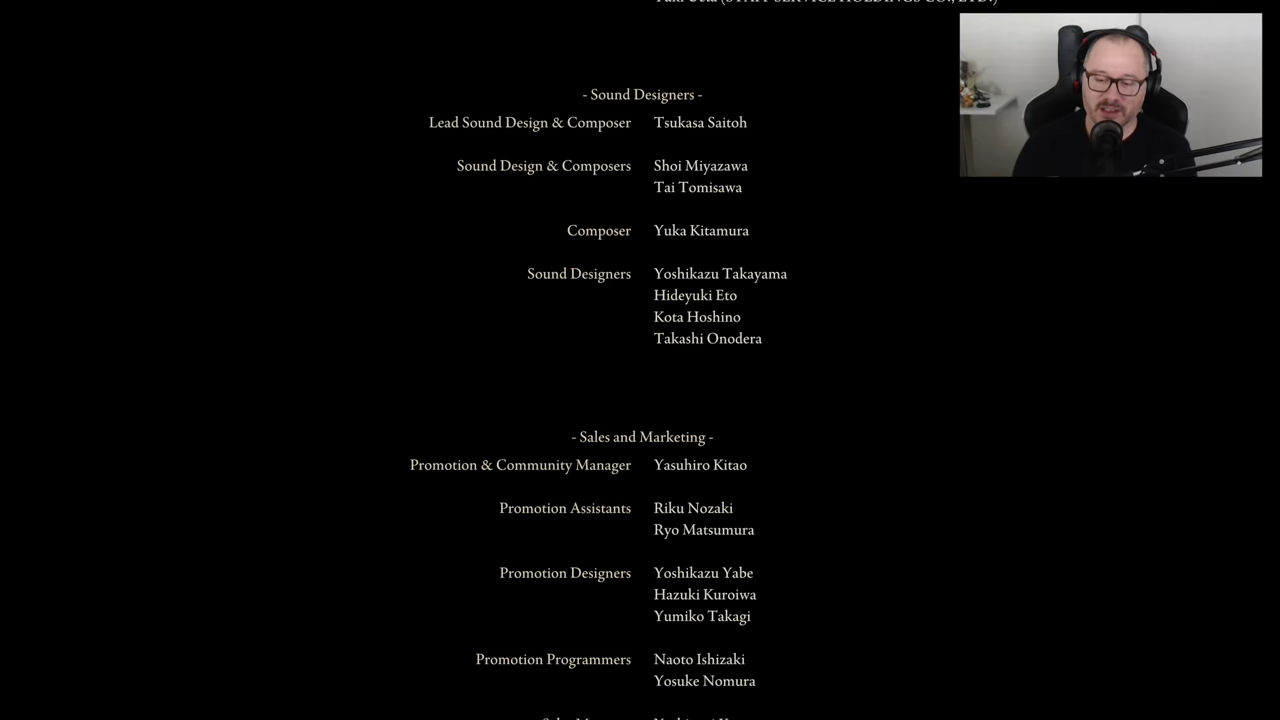 - Sound Designers -
Lead Sound Design & Composer Tsukasa Saitoh
Sound Design & Composers Shoi Miyazawa
Tai Tomisawa
Composer Yuka Kitamura
Sound Designers Yoshikazu Takayama
Hideyuki Eto
Kota Hoshino
Takashi Onodera
- Sales and Marketing -
Promotion & Community Manager Yasuhiro Kitao
Promotion Assistants Riku Nozaki
Ryo Matsumura
Promotion Designers Yoshikazu Yabe
Hazuki Kuroiwa
Yumiko Takagi
Promotion Programmers Naoto Ishizaki
Yosuke Nomura